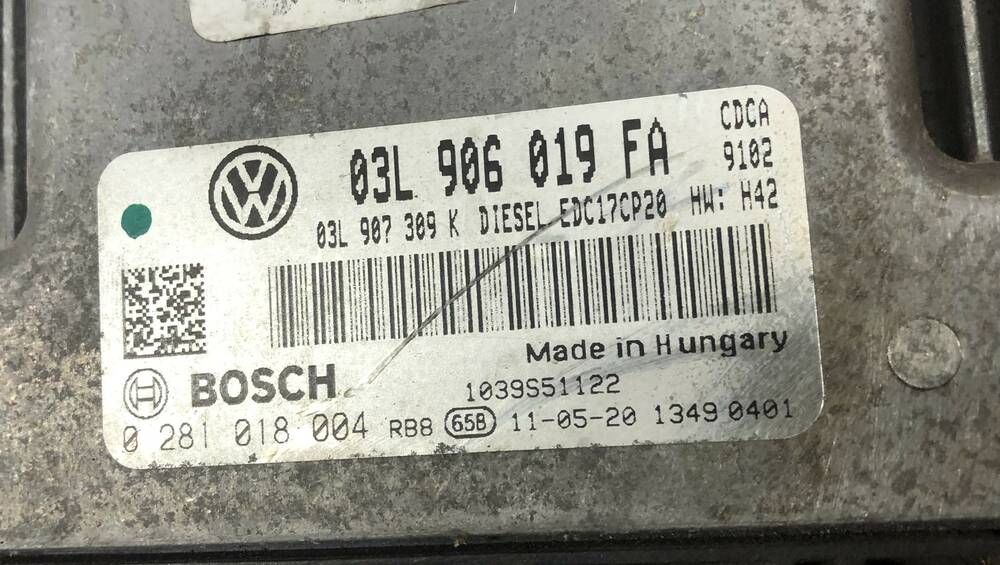 03L 906 019 FA CDCA
9102
03L 907 309 K DIESEL EDC17CP20 HW: H42
Made in Hungary
BOSCH 1039S51122
0 281 018 004 RB8 65B 11-05-20 1349 0401